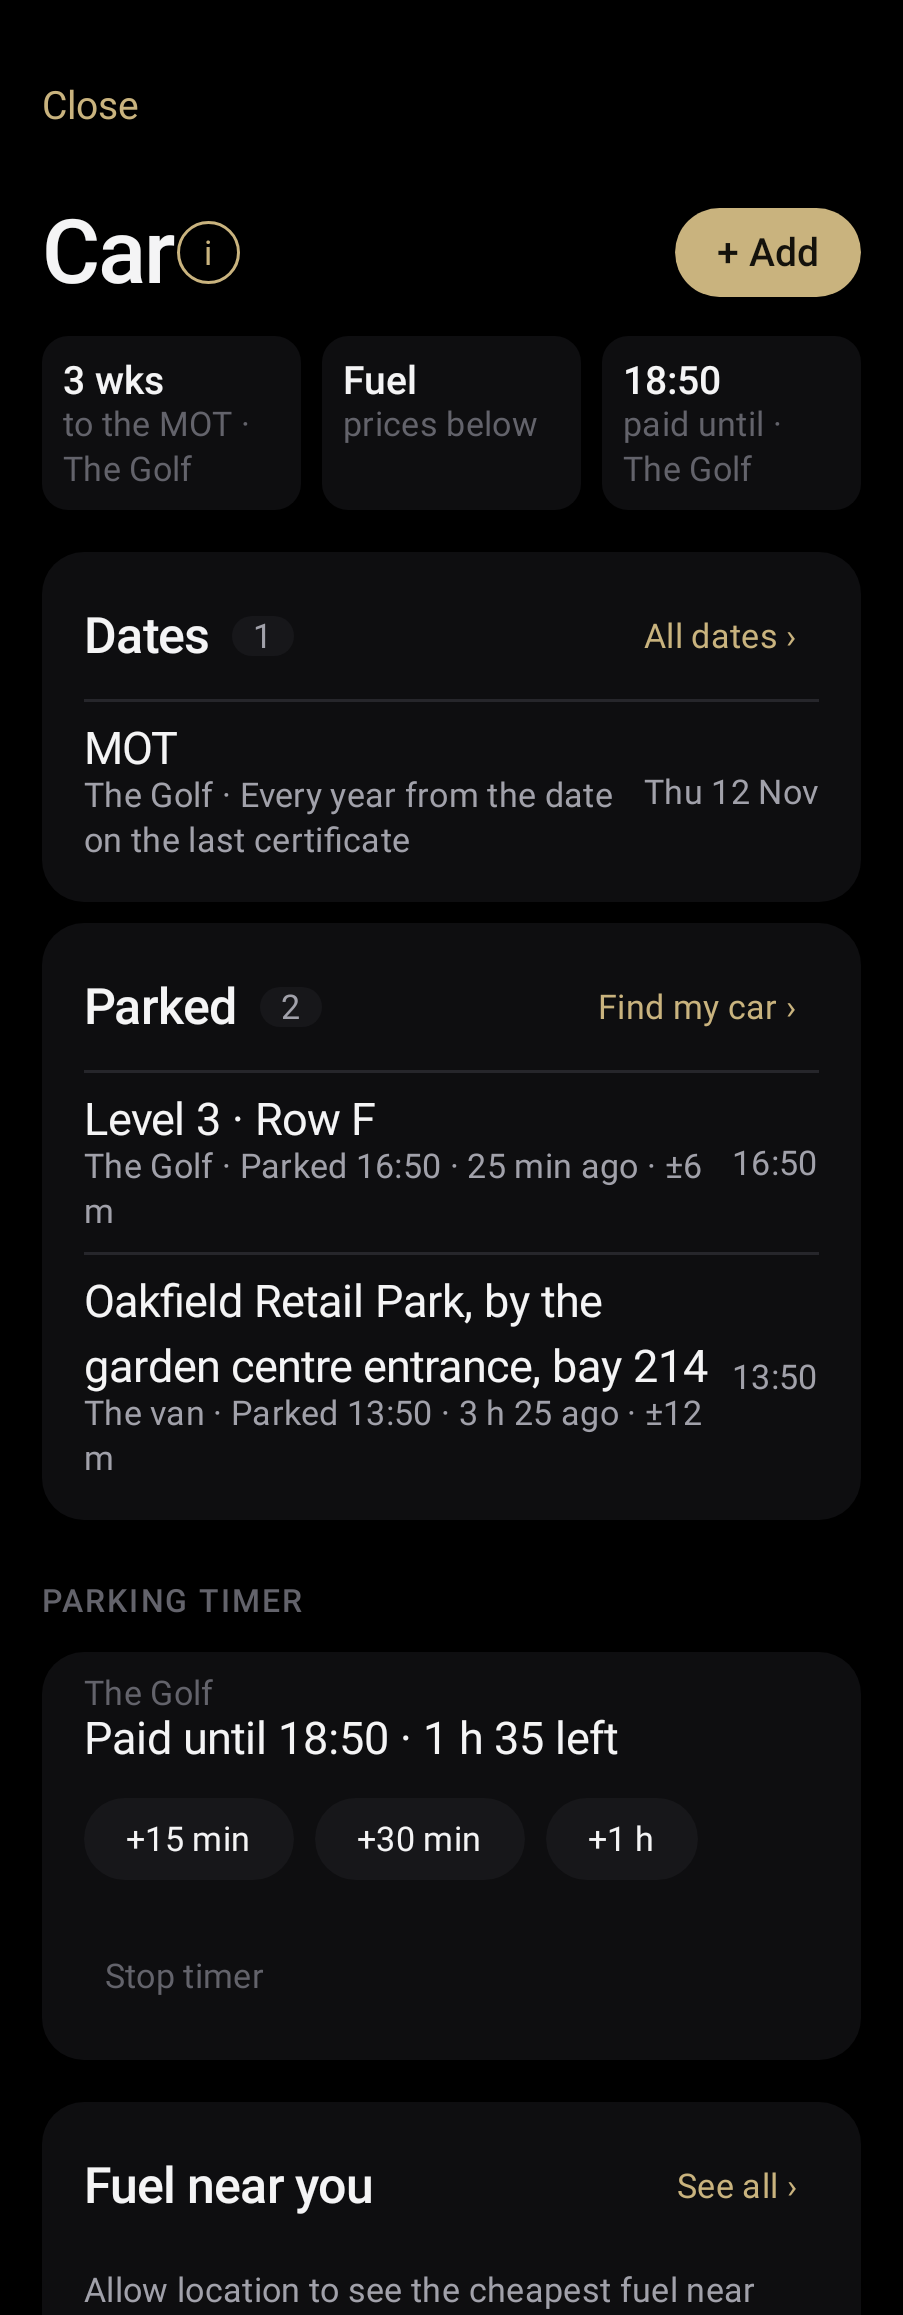 Close
Car i
+ Add
3 wks
to the MOT ·
The Golf
Fuel
prices below
18:50
paid until ·
The Golf
Dates 1
All dates ›
MOT
The Golf · Every year from the date
on the last certificate
Thu 12 Nov
Parked 2
Find my car ›
Level 3 · Row F
The Golf · Parked 16:50 · 25 min ago · ±6
m
16:50
Oakfield Retail Park, by the
garden centre entrance, bay 214
The van · Parked 13:50 · 3 h 25 ago · ±12
m
13:50
PARKING TIMER
The Golf
Paid until 18:50 · 1 h 35 left
+15 min
+30 min
+1 h
Stop timer
Fuel near you
See all ›
Allow location to see the cheapest fuel near